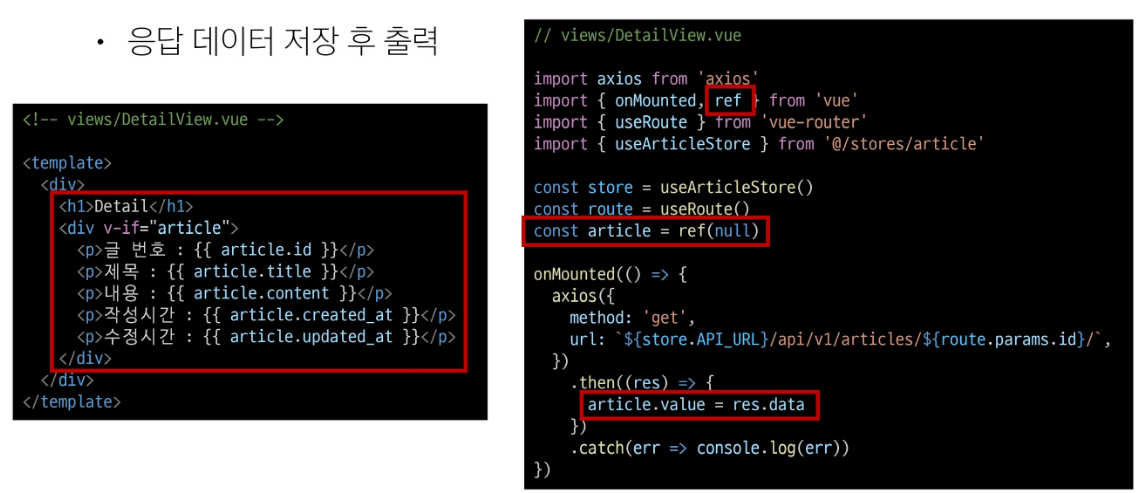 • 응답 데이터 저장 후 출력
<!-- views/DetailView.vue -->
<template>
  <div>
    <h1>Detail</h1>
    <div v-if="article">
      <p>글 번호 : {{ article.id }}</p>
      <p>제목 : {{ article.title }}</p>
      <p>내용 : {{ article.content }}</p>
      <p>작성시간 : {{ article.created_at }}</p>
      <p>수정시간 : {{ article.updated_at }}</p>
    </div>
  </div>
</template>
// views/DetailView.vue
import axios from 'axios'
import { onMounted, ref } from 'vue'
import { useRoute } from 'vue-router'
import { useArticleStore } from '@/stores/article'
const store = useArticleStore()
const route = useRoute()
const article = ref(null)
onMounted(() => {
  axios({
    method: 'get',
    url: `${store.API_URL}/api/v1/articles/${route.params.id}/`,
  })
    .then((res) => {
      article.value = res.data
    })
    .catch(err => console.log(err))
})